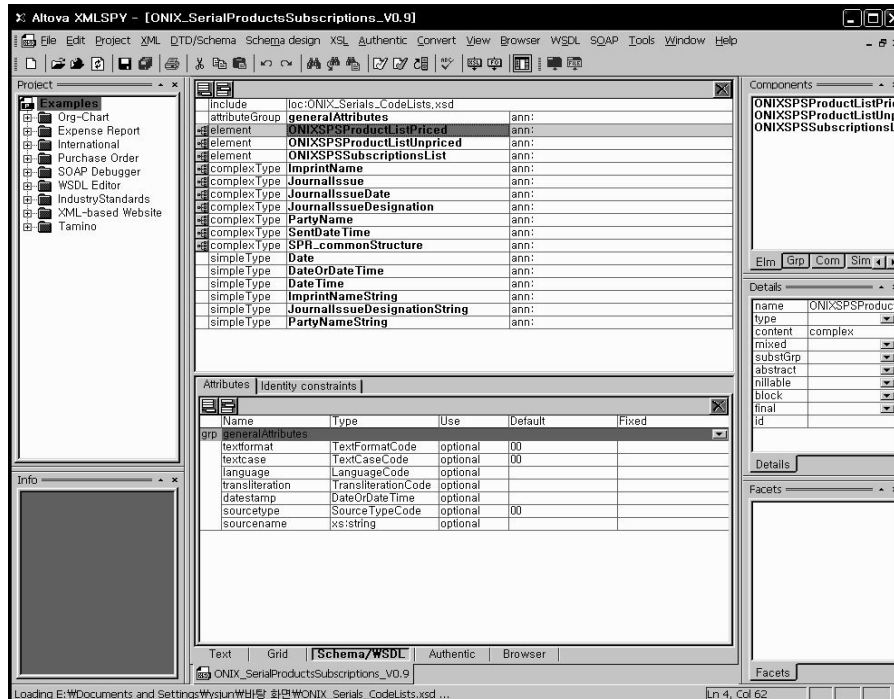 Altova XMLSPY - [ONIX_SerialProductsSubscriptions_V0.9]
File Edit Project XML DTD/Schema Schema design XSL Authentic Convert View Browser WSDL SOAP Tools Window Help
Project
Examples
Org-Chart
Expense Report
International
Purchase Order
SOAP Debugger
WSDL Editor
IndustryStandards
XML-based Website
Tamino
Info
include loc:ONIX_Serials_CodeLists.xsd
attributeGroup generalAttributes ann:
element ONIXSPSProductListPriced ann:
element ONIXSPSProductListUnpriced ann:
element ONIXSPSSubscriptionsList ann:
complexType ImprintName ann:
complexType JournalIssue ann:
complexType JournalIssueDate ann:
complexType JournalIssueDesignation ann:
complexType PartyName ann:
complexType SentDateTime ann:
complexType SPR_commonStructure ann:
simpleType Date ann:
simpleType DateOrDateTime ann:
simpleType DateTime ann:
simpleType ImprintNameString ann:
simpleType JournalIssueDesignationString ann:
simpleType PartyNameString ann:
Attributes Identity constraints
Name Type Use Default Fixed
grp generalAttributes
textformat TextFormatCode optional 00
textcase TextCaseCode optional 00
language LanguageCode optional
transliteration TransliterationCode optional
datestamp DateOrDateTime optional
sourcetype SourceTypeCode optional 00
sourcename xs:string optional
Text Grid Schema/WSDL Authentic Browser
ONIX_SerialProductsSubscriptions_V0.9
Components
ONIXSPSProductListPri
ONIXSPSProductListUnp
ONIXSPSSubscriptionsL
Elm Grp Com Sim
Details
name ONIXSPSProduc
type
content complex
mixed
substGrp
abstract
nillable
block
final
id
Details
Facets
Facets
Loading E:₩Documents and Settings₩ysjun₩바탕 화면₩ONIX_Serials_CodeLists.xsd ...
Ln 4, Col 62